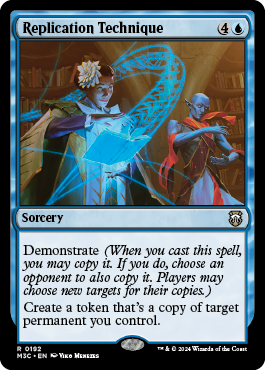 Replication Technique 4
Sorcery
Demonstrate (When you cast this spell,
you may copy it. If you do, choose an
opponent to also copy it. Players may
choose new targets for their copies.)
Create a token that's a copy of target
permanent you control.
R 0192
M3C • EN Viko Menezes
™ & © 2024 Wizards of the Coast